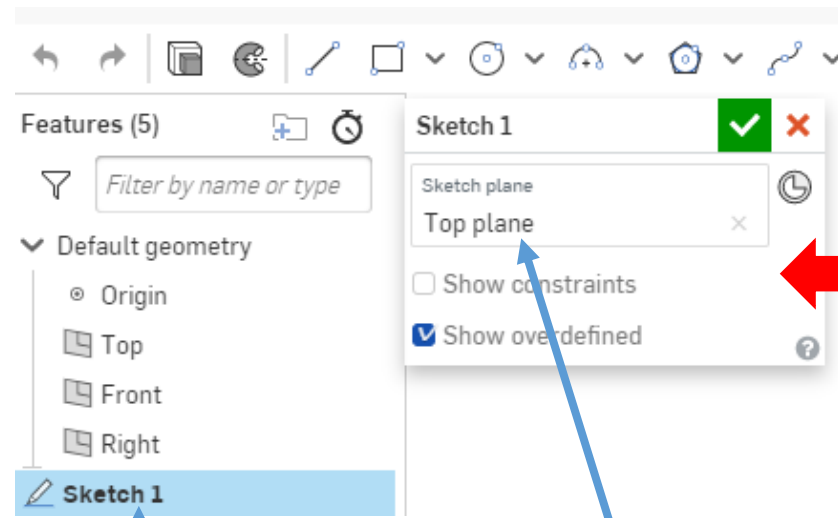 Features (5)
Filter by name or type
Default geometry
Origin
Top
Front
Right
Sketch 1
Sketch 1
Sketch plane
Top plane
Show constraints
Show overdefined